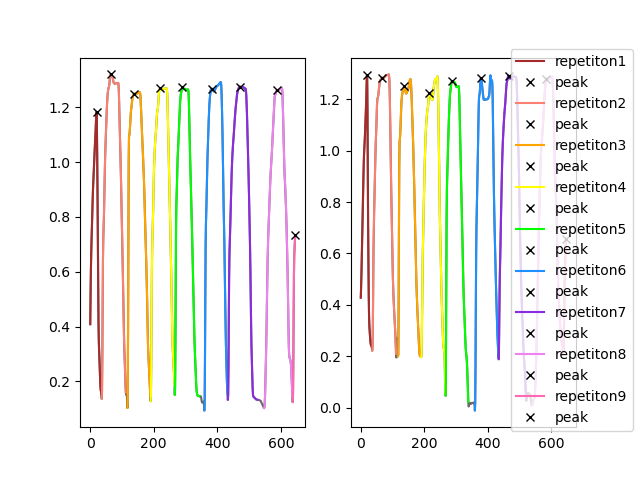 1.2
1.0
0.8
0.6
0.4
0.2
0
200
400
600
1.2
1.0
0.8
0.6
0.4
0.2
0.0
0
200
400
600
repetiton1
peak
repetiton2
peak
repetiton3
peak
repetiton4
peak
repetiton5
peak
repetiton6
peak
repetiton7
peak
repetiton8
peak
repetiton9
peak